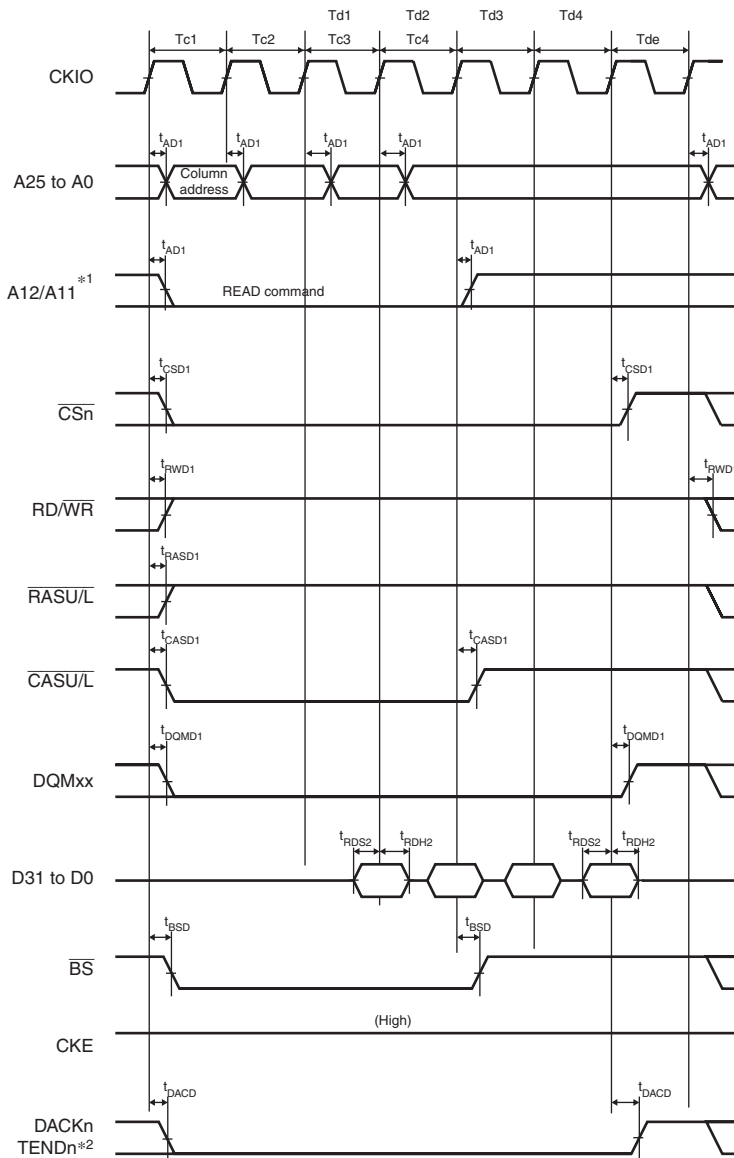 Td1 Td2 Td3 Td4
Tc1 Tc2 Tc3 Tc4 Tde
CKIO
tAD1 tAD1 tAD1 tAD1 tAD1
A25 to A0
Column
address
tAD1 tAD1
A12/A11 *1
READ command
tCSD1 tCSD1
CSn
tRWD1 tRWD1
RD/WR
tRASD1
RASU/L
tCASD1 tCASD1
CASU/L
tDQMD1 tDQMD1
DQMxx
tRDS2 tRDH2 tRDS2 tRDH2
D31 to D0
tBSD tBSD
BS
(High)
CKE
tDACD tDACD
DACKn
TENDn*2